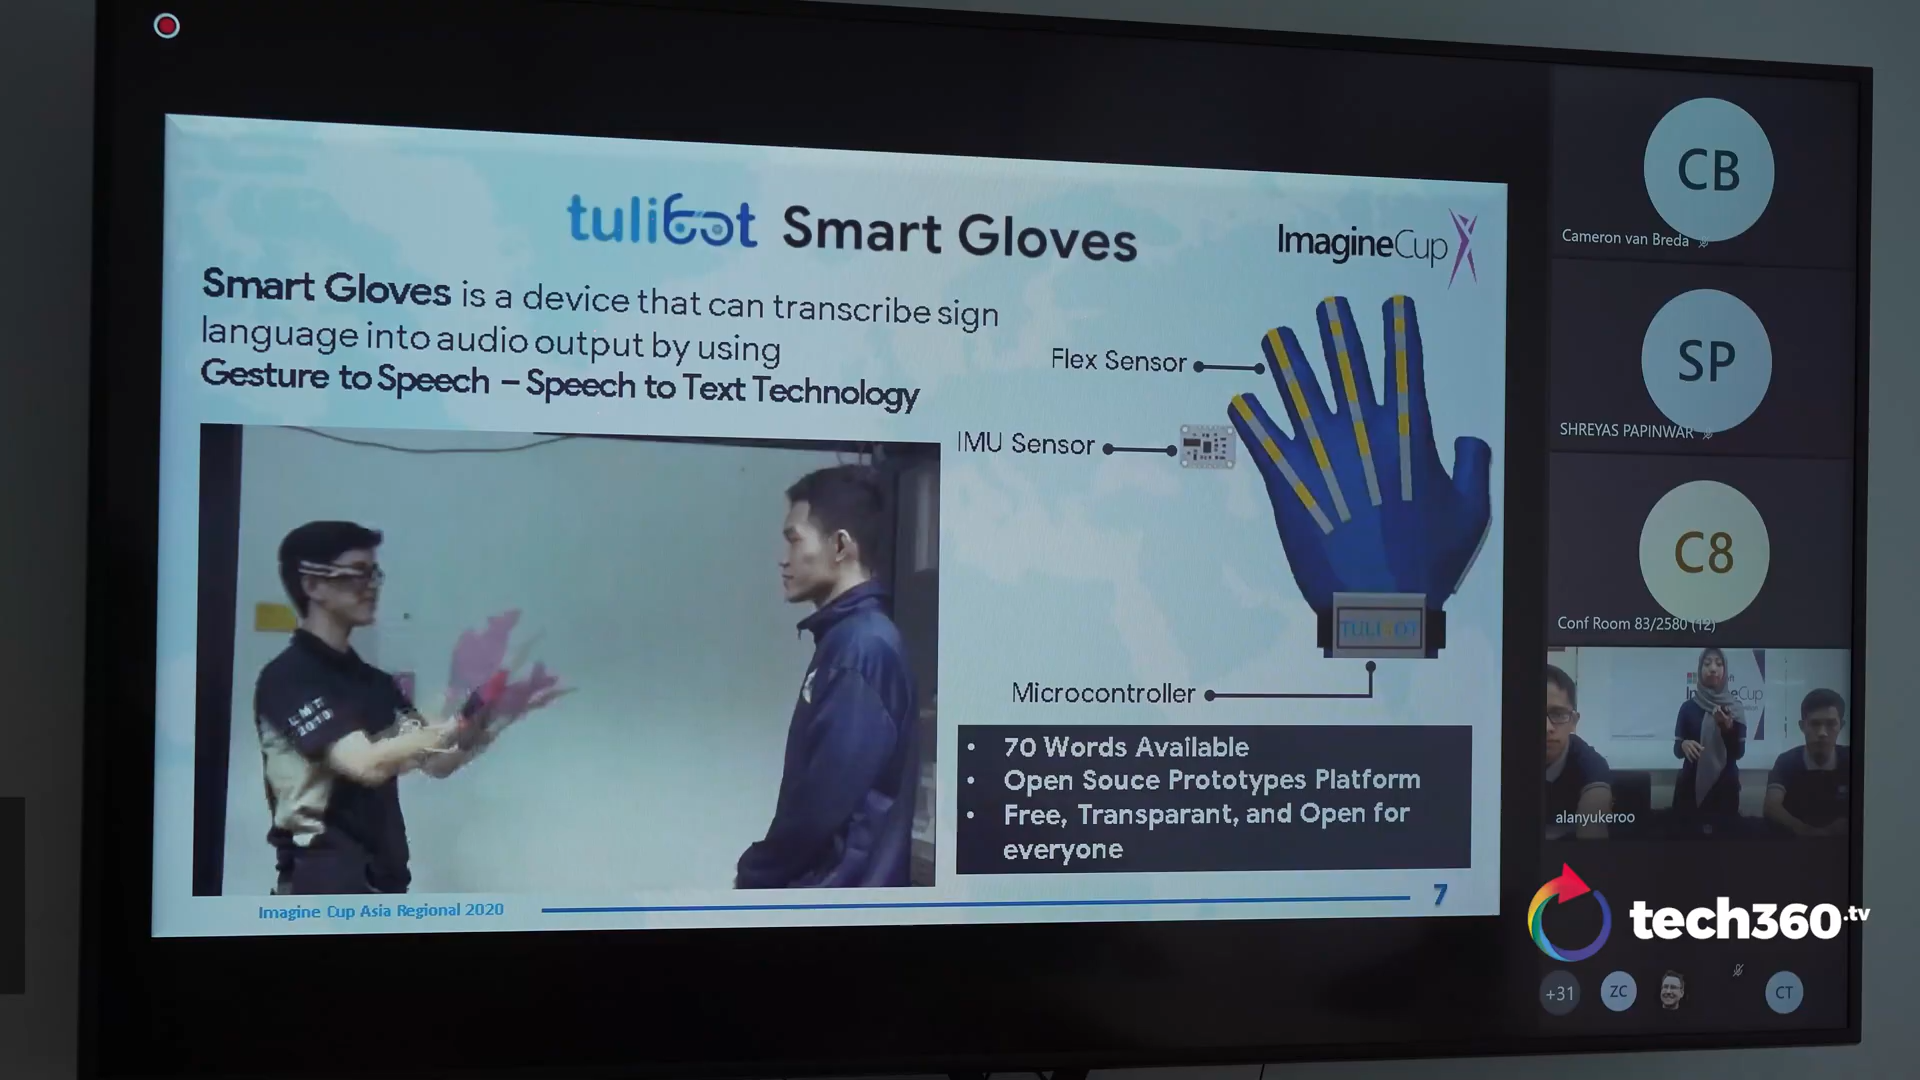 tulibot Smart Gloves
ImagineCup
Smart Gloves is a device that can transcribe sign
language into audio output by using
Gesture to Speech – Speech to Text Technology
Flex Sensor
IMU Sensor
TULIBOT
Microcontroller
• 70 Words Available
• Open Souce Prototypes Platform
• Free, Transparant, and Open for
everyone
Imagine Cup Asia Regional 2020
7
CB
Cameron van Breda
SP
SHREYAS PAPINWAR
C8
Conf Room 83/2580 (12)
alanyukeroo
tech360.tv
+31
ZC
CT